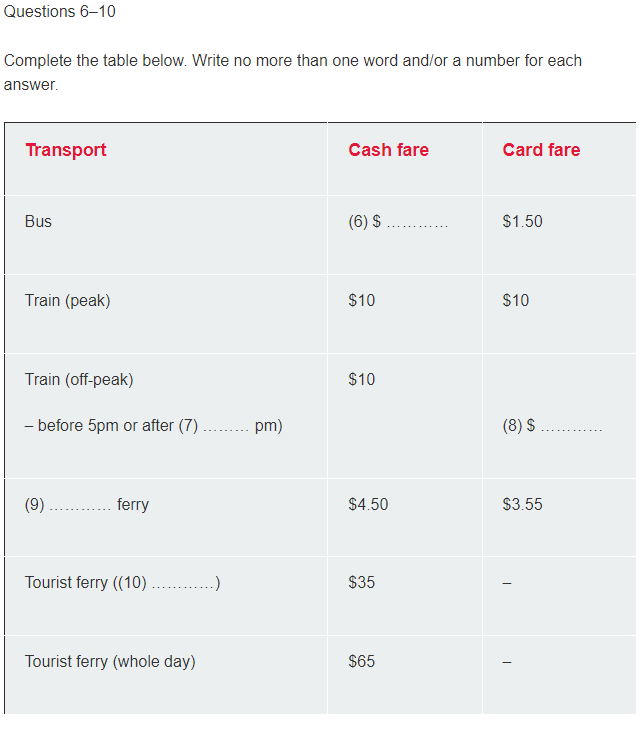 Questions 6–10
Complete the table below. Write no more than one word and/or a number for each
answer.
Transport Cash fare Card fare
Bus (6) $ ………… $1.50
Train (peak) $10 $10
Train (off-peak) $10
– before 5pm or after (7) ……… pm) (8) $ …………
(9) ………… ferry $4.50 $3.55
Tourist ferry ((10) …………) $35 –
Tourist ferry (whole day) $65 –